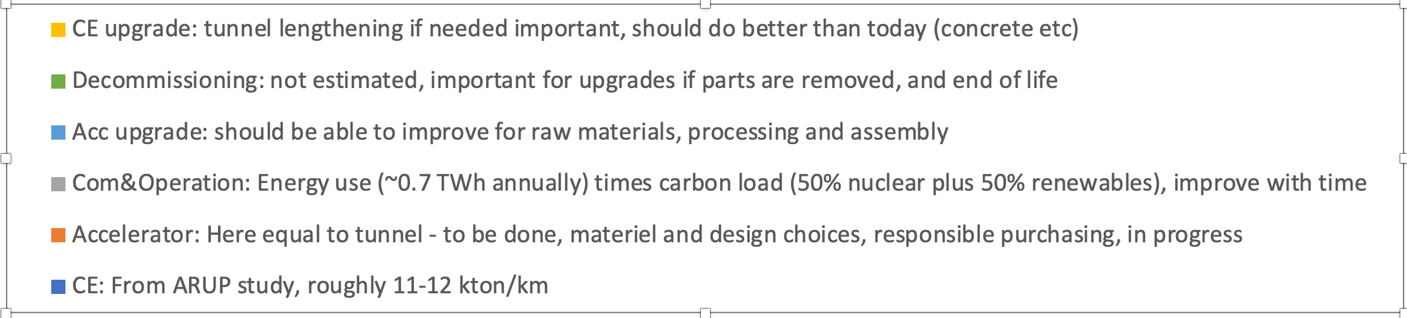 CE upgrade: tunnel lengthening if needed important, should do better than today (concrete etc)
Decommissioning: not estimated, important for upgrades if parts are removed, and end of life
Acc upgrade: should be able to improve for raw materials, processing and assembly
Com&Operation: Energy use (~0.7 TWh annually) times carbon load (50% nuclear plus 50% renewables), improve with time
Accelerator: Here equal to tunnel - to be done, materiel and design choices, responsible purchasing, in progress
CE: From ARUP study, roughly 11-12 kton/km